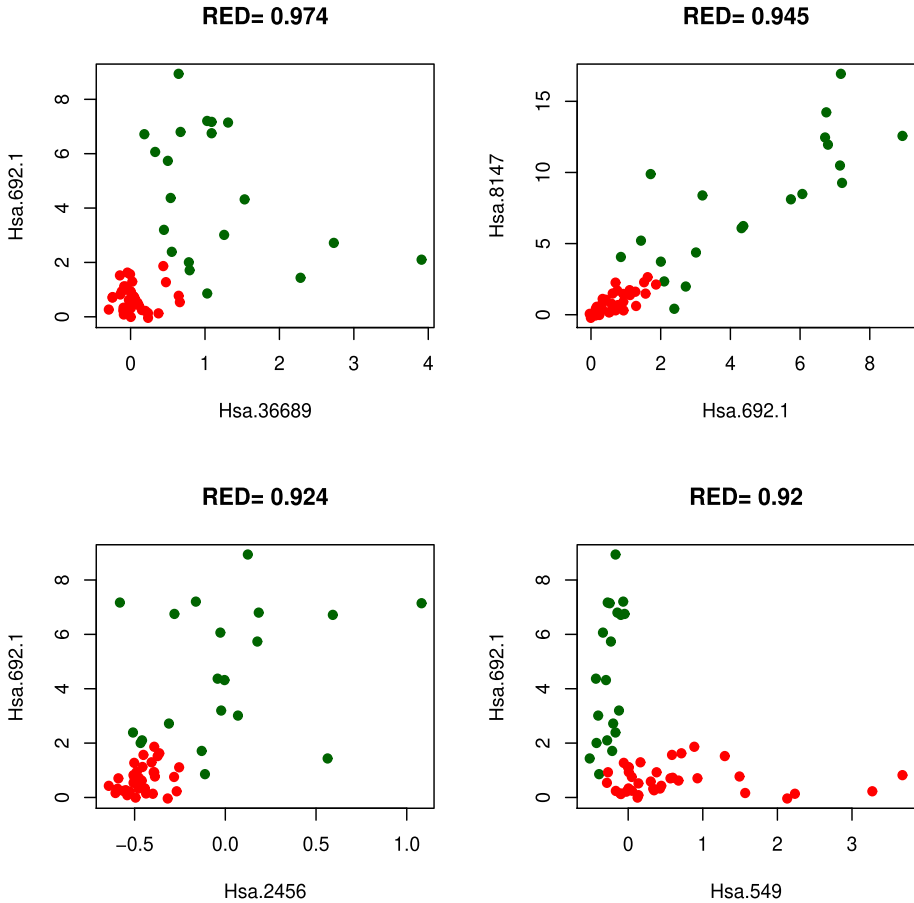 RED= 0.974
8
6
4
2
0
Hsa.692.1
0 1 2 3 4
Hsa.36689
RED= 0.945
15
10
5
0
Hsa.8147
0 2 4 6 8
Hsa.692.1
RED= 0.924
8
6
4
2
0
Hsa.692.1
−0.5 0.0 0.5 1.0
Hsa.2456
RED= 0.92
8
6
4
2
0
Hsa.692.1
0 1 2 3
Hsa.549